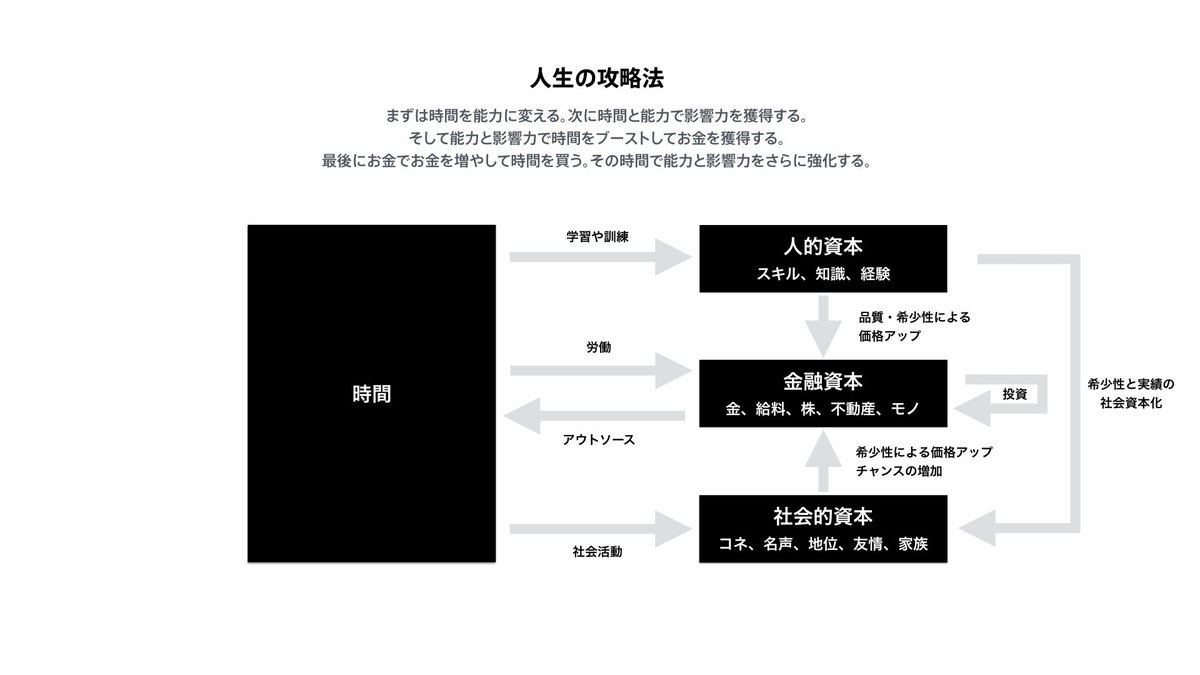 人生の攻略法
まずは時間を能力に変える。次に時間と能力で影響力を獲得する。
そして能力と影響力で時間をブーストしてお金を獲得する。
最後にお金でお金を増やして時間を買う。その時間で能力と影響力をさらに強化する。
時間
学習や訓練
労働
アウトソース
社会活動
人的資本
スキル、知識、経験
品質・希少性による
価格アップ
金融資本
金、給料、株、不動産、モノ
投資
希少性と実績の
社会資本化
希少性による価格アップ
チャンスの増加
社会的資本
コネ、名声、地位、友情、家族